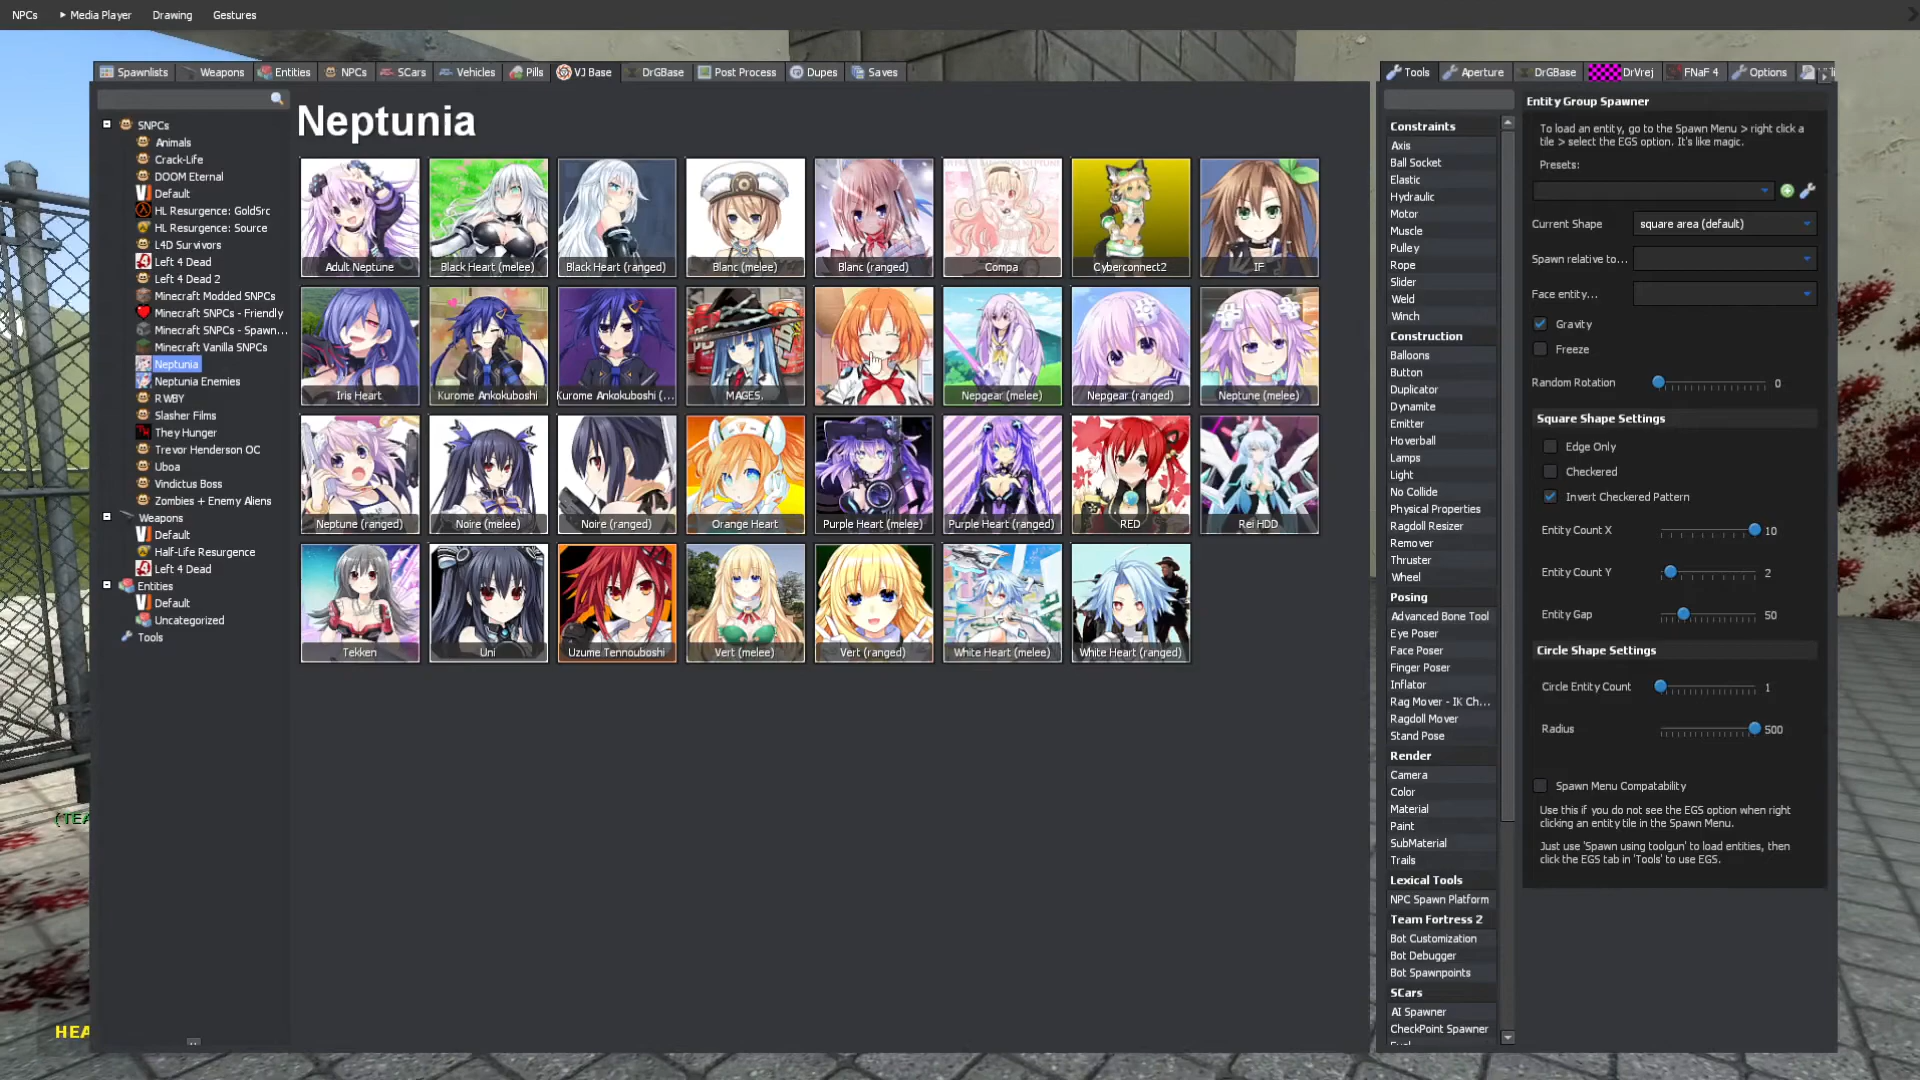 NPCs
Media Player
Drawing
Gestures
Spawnlists
Weapons
Entities
NPCs
SCars
Vehicles
Pills
VJ Base
DrGBase
Post Process
Dupes
Saves
SNPCs
Animals
Crack-Life
DOOM Eternal
Default
HL Resurgence: GoldSrc
HL Resurgence: Source
L4D Survivors
Left 4 Dead
Left 4 Dead 2
Minecraft Modded SNPCs
Minecraft SNPCs - Friendly
Minecraft SNPCs - Spawn...
Minecraft Vanilla SNPCs
Neptunia
Neptunia Enemies
RWBY
Slasher Films
They Hunger
Trevor Henderson OC
Uboa
Vindictus Boss
Zombies + Enemy Aliens
Weapons
Default
Half-Life Resurgence
Left 4 Dead
Entities
Default
Uncategorized
Tools
(TEA
HEA
Neptunia
Adult Neptune
Black Heart (melee)
Black Heart (ranged)
Blanc (melee)
Blanc (ranged)
Compa
Cyberconnect2
IF
Iris Heart
Kurome Ankokuboshi
Kurome Ankokuboshi (...
MAGES.
Nepgear (melee)
Nepgear (ranged)
Neptune (melee)
Neptune (ranged)
Noire (melee)
Noire (ranged)
Orange Heart
Purple Heart (melee)
Purple Heart (ranged)
RED
Rei HDD
Tekken
Uni
Uzume Tennouboshi
Vert (melee)
Vert (ranged)
White Heart (melee)
White Heart (ranged)
Tools
Aperture
DrGBase
DrVrej
FNaF 4
Options
Constraints
Axis
Ball Socket
Elastic
Hydraulic
Motor
Muscle
Pulley
Rope
Slider
Weld
Winch
Construction
Balloons
Button
Duplicator
Dynamite
Emitter
Hoverball
Lamps
Light
No Collide
Physical Properties
Ragdoll Resizer
Remover
Thruster
Wheel
Posing
Advanced Bone Tool
Eye Poser
Face Poser
Finger Poser
Inflator
Rag Mover - IK Ch...
Ragdoll Mover
Stand Pose
Render
Camera
Color
Material
Paint
SubMaterial
Trails
Lexical Tools
NPC Spawn Platform
Team Fortress 2
Bot Customization
Bot Debugger
Bot Spawnpoints
SCars
AI Spawner
CheckPoint Spawner
Entity Group Spawner
To load an entity, go to the Spawn Menu > right click a
tile > select the EGS option. It's like magic.
Presets:
Current Shape
square area (default)
Spawn relative to...
Face entity...
Gravity
Freeze
Random Rotation
0
Square Shape Settings
Edge Only
Checkered
Invert Checkered Pattern
Entity Count X
10
Entity Count Y
2
Entity Gap
50
Circle Shape Settings
Circle Entity Count
1
Radius
500
Spawn Menu Compatability
Use this if you do not see the EGS option when right
clicking an entity tile in the Spawn Menu.
Just use 'Spawn using toolgun' to load entities, then
click the EGS tab in 'Tools' to use EGS.